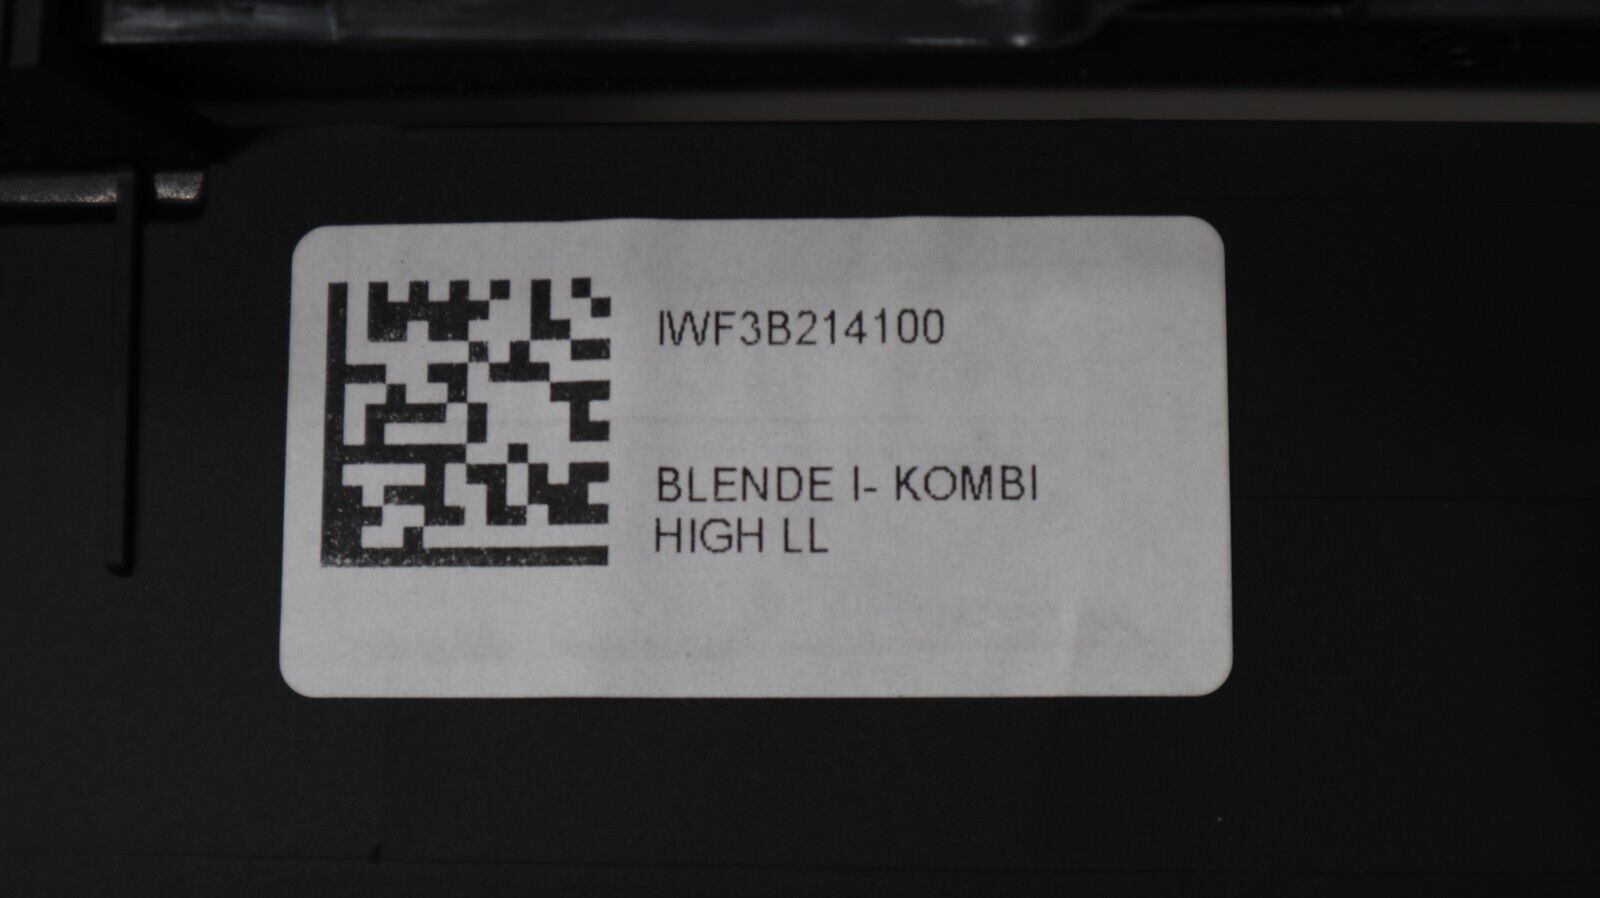 IWF3B214100
BLENDE I- KOMBI
HIGH LL